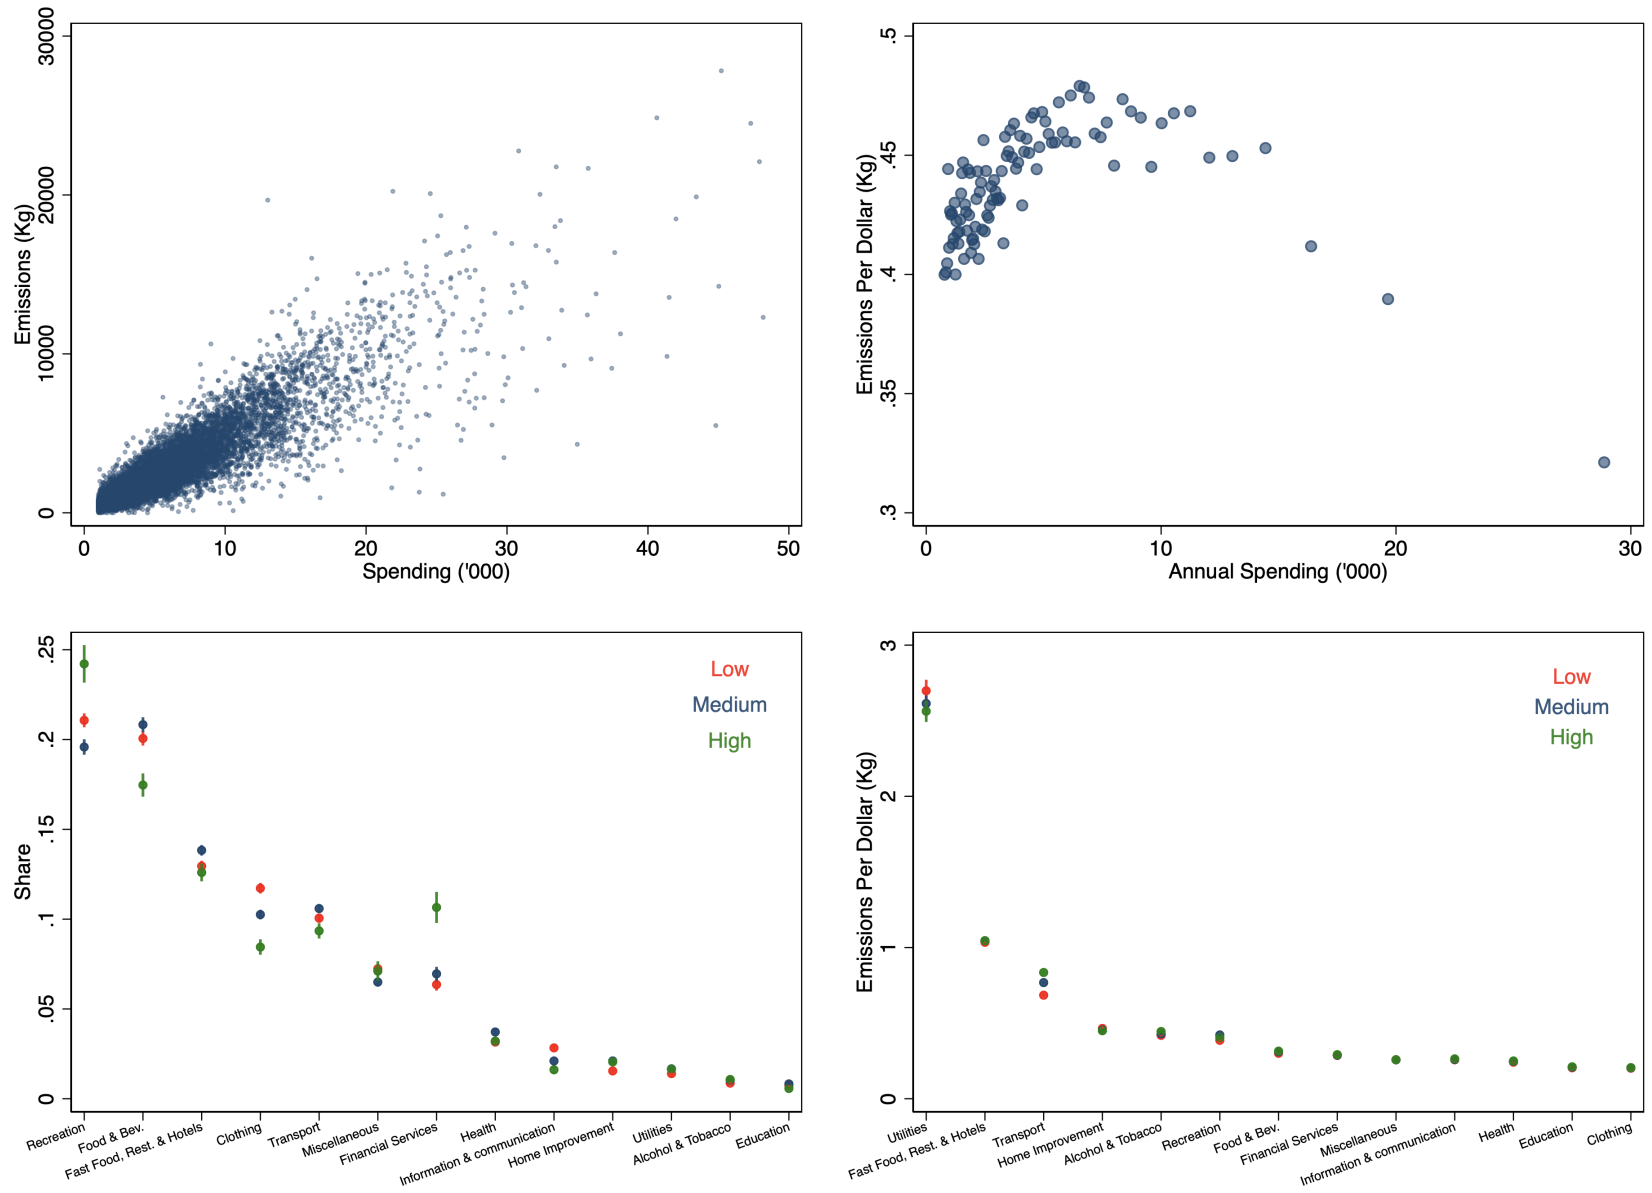 Emissions (Kg)
30000
20000
10000
0
0 10 20 30 40 50
Spending ('000)
Emissions Per Dollar (Kg)
.5
.45
.4
.35
.3
0 10 20 30
Annual Spending ('000)
Share
.25
.2
.15
.1
.05
0
Low
Medium
High
Recreation
Food & Bev.
Fast Food, Rest. & Hotels
Clothing
Transport
Miscellaneous
Financial Services
Health
Information & communication
Home Improvement
Utilities
Alcohol & Tobacco
Education
Emissions Per Dollar (Kg)
3
2
1
0
Low
Medium
High
Utilities
Fast Food, Rest. & Hotels
Transport
Home Improvement
Alcohol & Tobacco
Recreation
Food & Bev.
Financial Services
Miscellaneous
Information & communication
Health
Education
Clothing